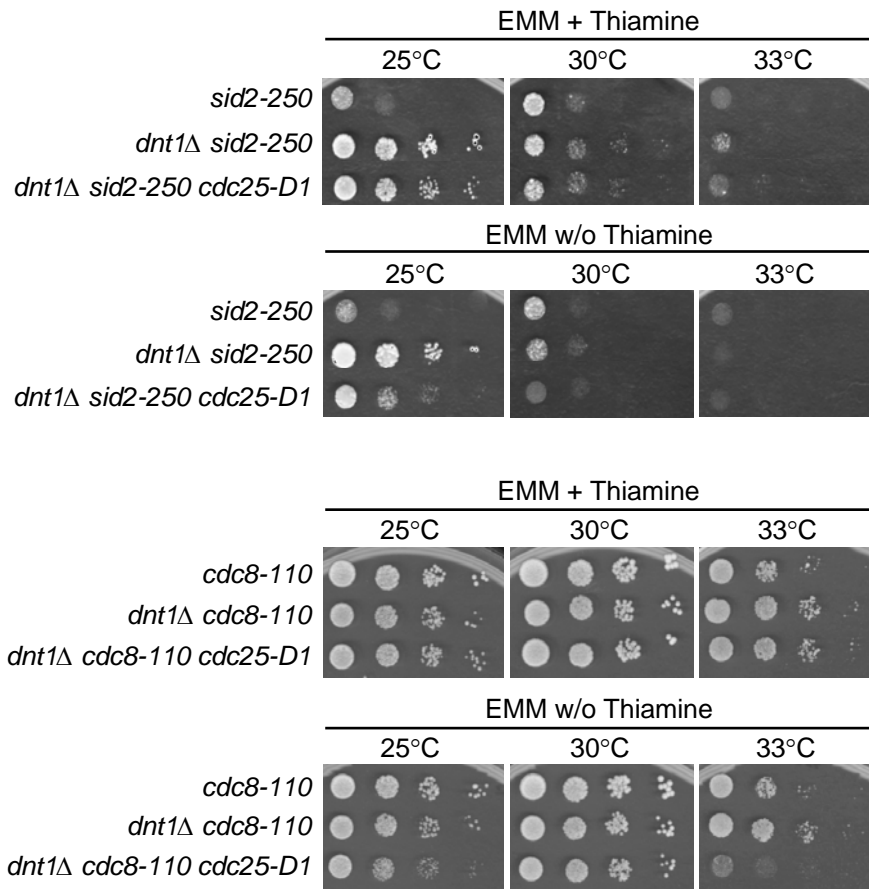 EMM + Thiamine
25°C 30°C 33°C
sid2-250
dnt1Δ sid2-250
dnt1Δ sid2-250 cdc25-D1
EMM w/o Thiamine
25°C 30°C 33°C
sid2-250
dnt1Δ sid2-250
dnt1Δ sid2-250 cdc25-D1
EMM + Thiamine
25°C 30°C 33°C
cdc8-110
dnt1Δ cdc8-110
dnt1Δ cdc8-110 cdc25-D1
EMM w/o Thiamine
25°C 30°C 33°C
cdc8-110
dnt1Δ cdc8-110
dnt1Δ cdc8-110 cdc25-D1